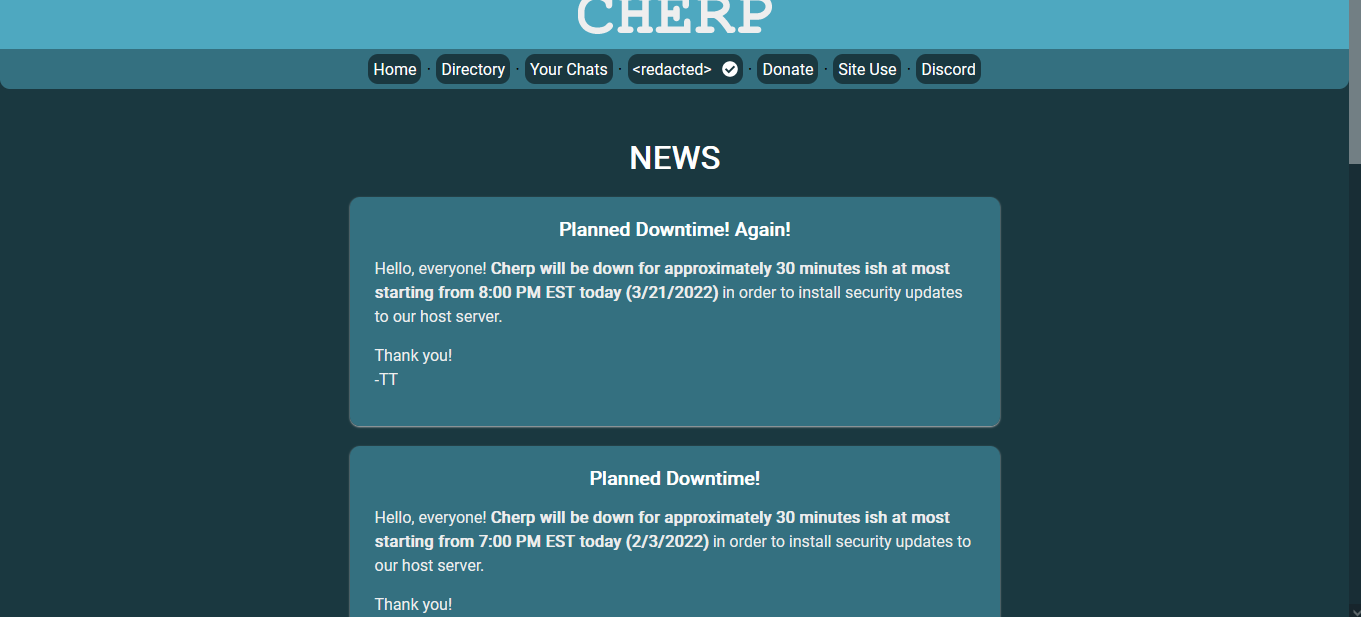 CHERP
Home · Directory · Your Chats · <redacted> · Donate · Site Use · Discord
NEWS
Planned Downtime! Again!
Hello, everyone! Cherp will be down for approximately 30 minutes ish at most
starting from 8:00 PM EST today (3/21/2022) in order to install security updates
to our host server.
Thank you!
-TT
Planned Downtime!
Hello, everyone! Cherp will be down for approximately 30 minutes ish at most
starting from 7:00 PM EST today (2/3/2022) in order to install security updates to
our host server.
Thank you!